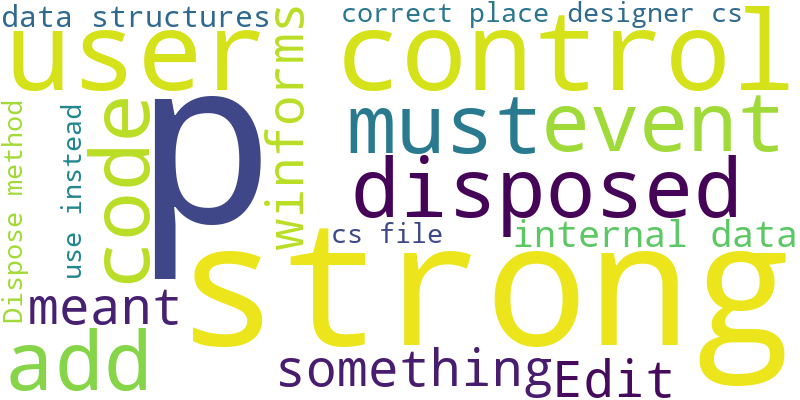 data structures
correct place
designer cs
user
control
winforms
code
p
must
event
Dispose method
use instead
disposed
cs file
internal data
strong
meant
add
something
Edit